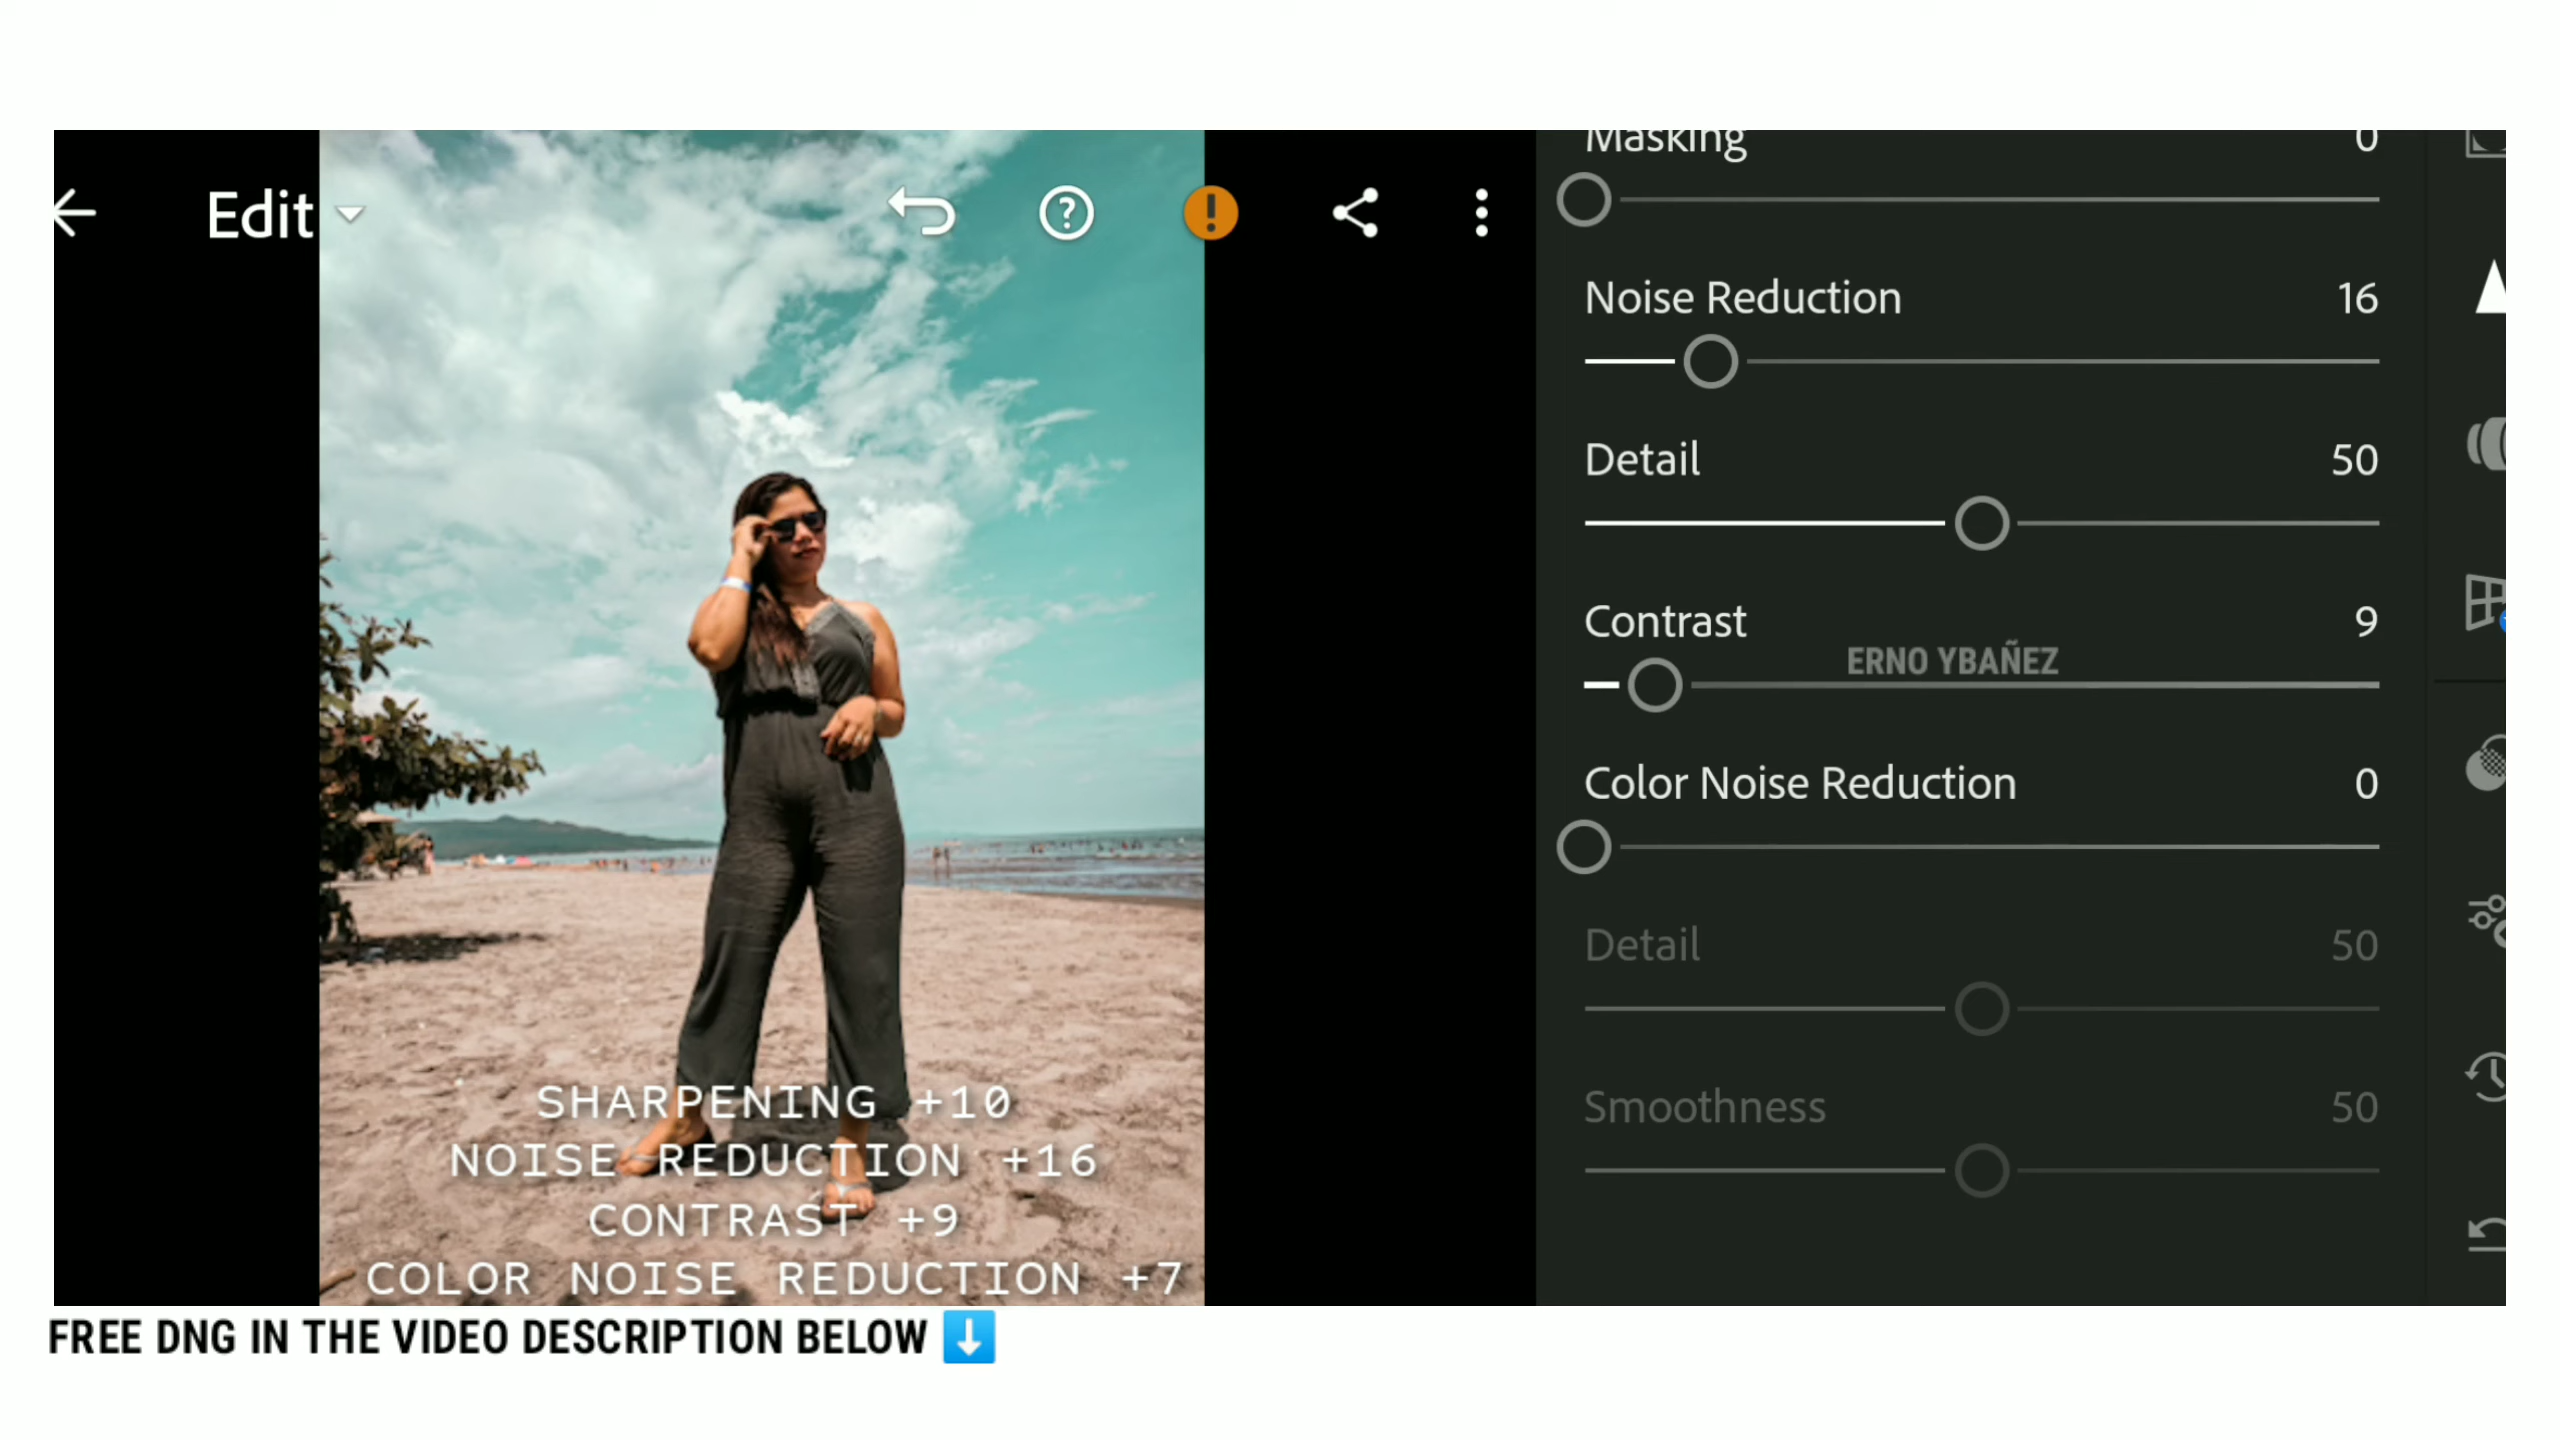 Edit
Masking 0
Noise Reduction 16
Detail 50
Contrast 9
ERNO YBAÑEZ
Color Noise Reduction 0
Detail 50
Smoothness 50
SHARPENING +10
NOISE REDUCTION +16
CONTRAST +9
COLOR NOISE REDUCTION +7
FREE DNG IN THE VIDEO DESCRIPTION BELOW ⬇️